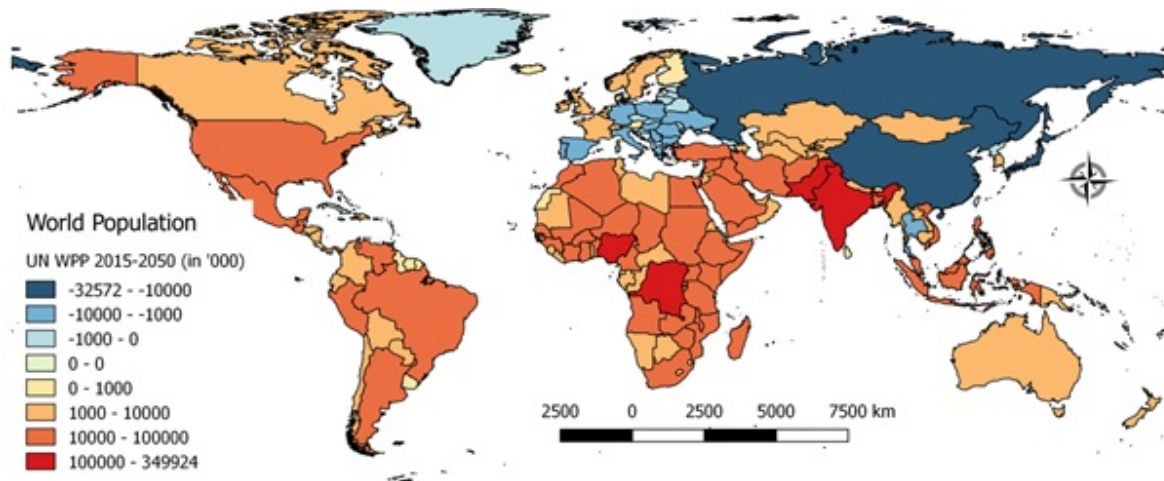 World Population
UN WPP 2015-2050 (in '000)
-32572 - -10000
-10000 - -1000
-1000 - 0
0 - 0
0 - 1000
1000 - 10000
10000 - 100000
100000 - 349924
2500 0 2500 5000 7500 km